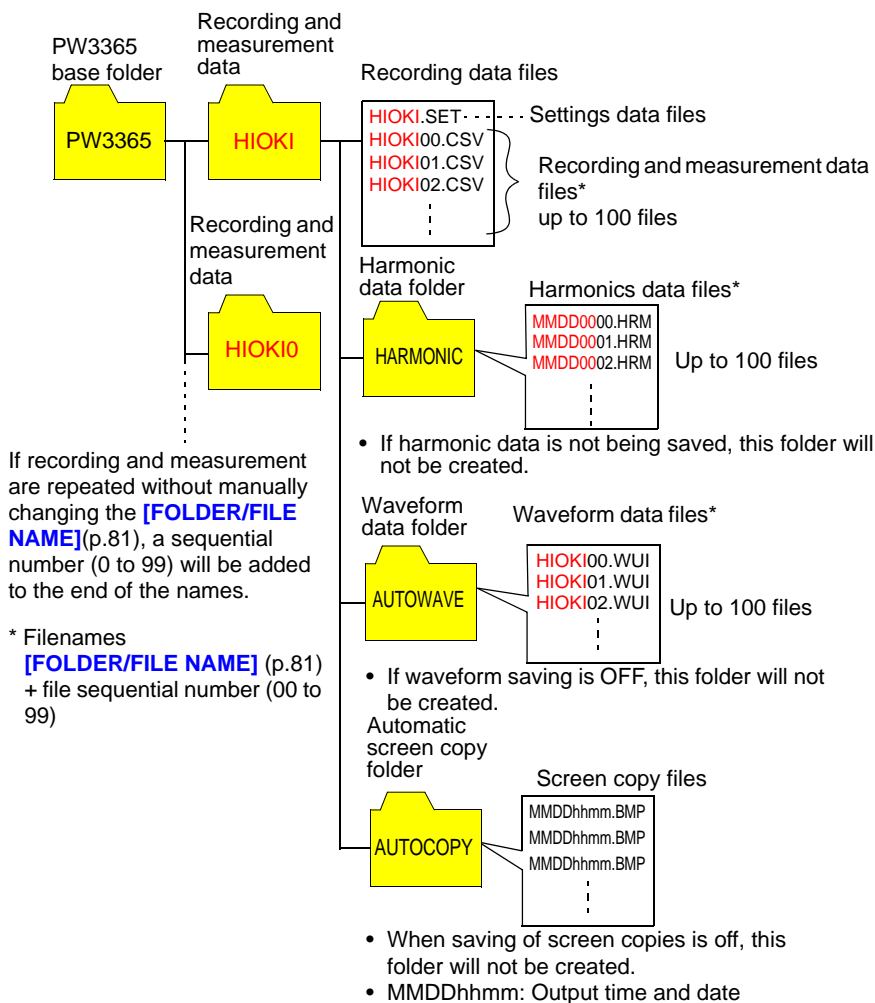 Recording and
measurement
data
PW3365
base folder
Recording data files
PW3365
HIOKI
HIOKI.SET
Settings data files
HIOKI00.CSV
HIOKI01.CSV
HIOKI02.CSV
Recording and measurement data
files*
up to 100 files
Recording and
measurement
data
HIOKI0
Harmonic
data folder
Harmonics data files*
HARMONIC
MMDD0000.HRM
MMDD0001.HRM
MMDD0002.HRM
Up to 100 files
• If harmonic data is not being saved, this folder will
not be created.
If recording and measurement
are repeated without manually
changing the [FOLDER/FILE
NAME](p.81), a sequential
number (0 to 99) will be added
to the end of the names.
* Filenames
[FOLDER/FILE NAME] (p.81)
+ file sequential number (00 to
99)
Waveform
data folder
Waveform data files*
AUTOWAVE
HIOKI00.WUI
HIOKI01.WUI
HIOKI02.WUI
Up to 100 files
• If waveform saving is OFF, this folder will not
be created.
Automatic
screen copy
folder
Screen copy files
AUTOCOPY
MMDDhhmm.BMP
MMDDhhmm.BMP
MMDDhhmm.BMP
• When saving of screen copies is off, this
folder will not be created.
• MMDDhhmm: Output time and date